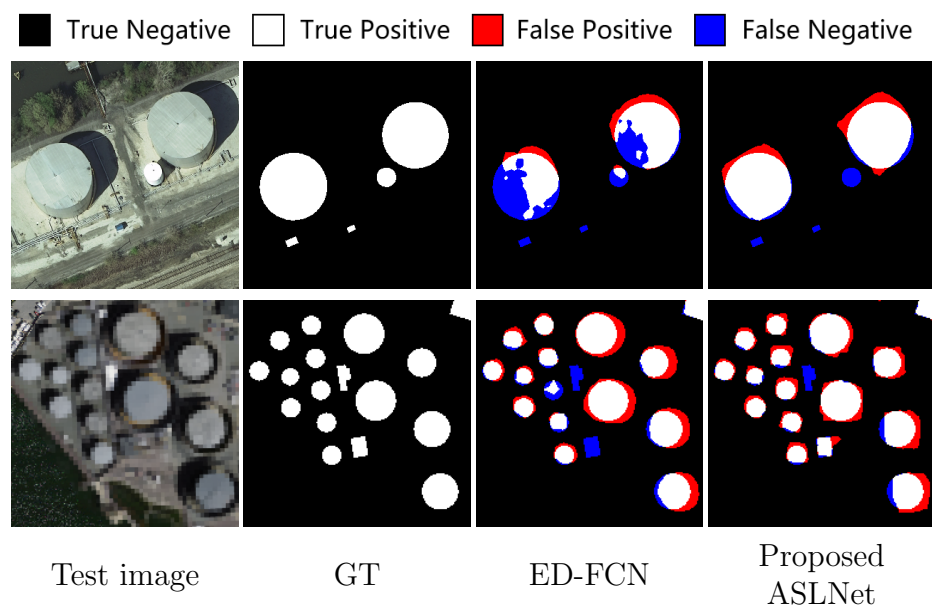 True Negative True Positive False Positive False Negative
Test image GT ED-FCN Proposed
ASLNet